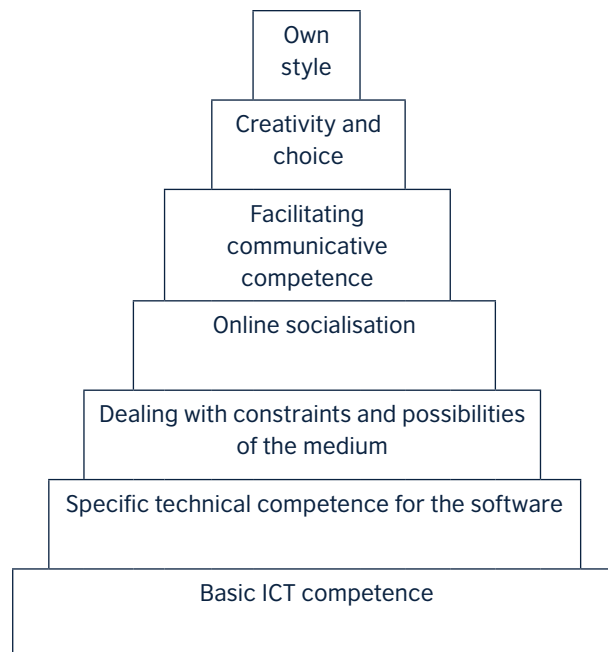 Own
style
Creativity and
choice
Facilitating
communicative
competence
Online socialisation
Dealing with constraints and possibilities
of the medium
Specific technical competence for the software
Basic ICT competence